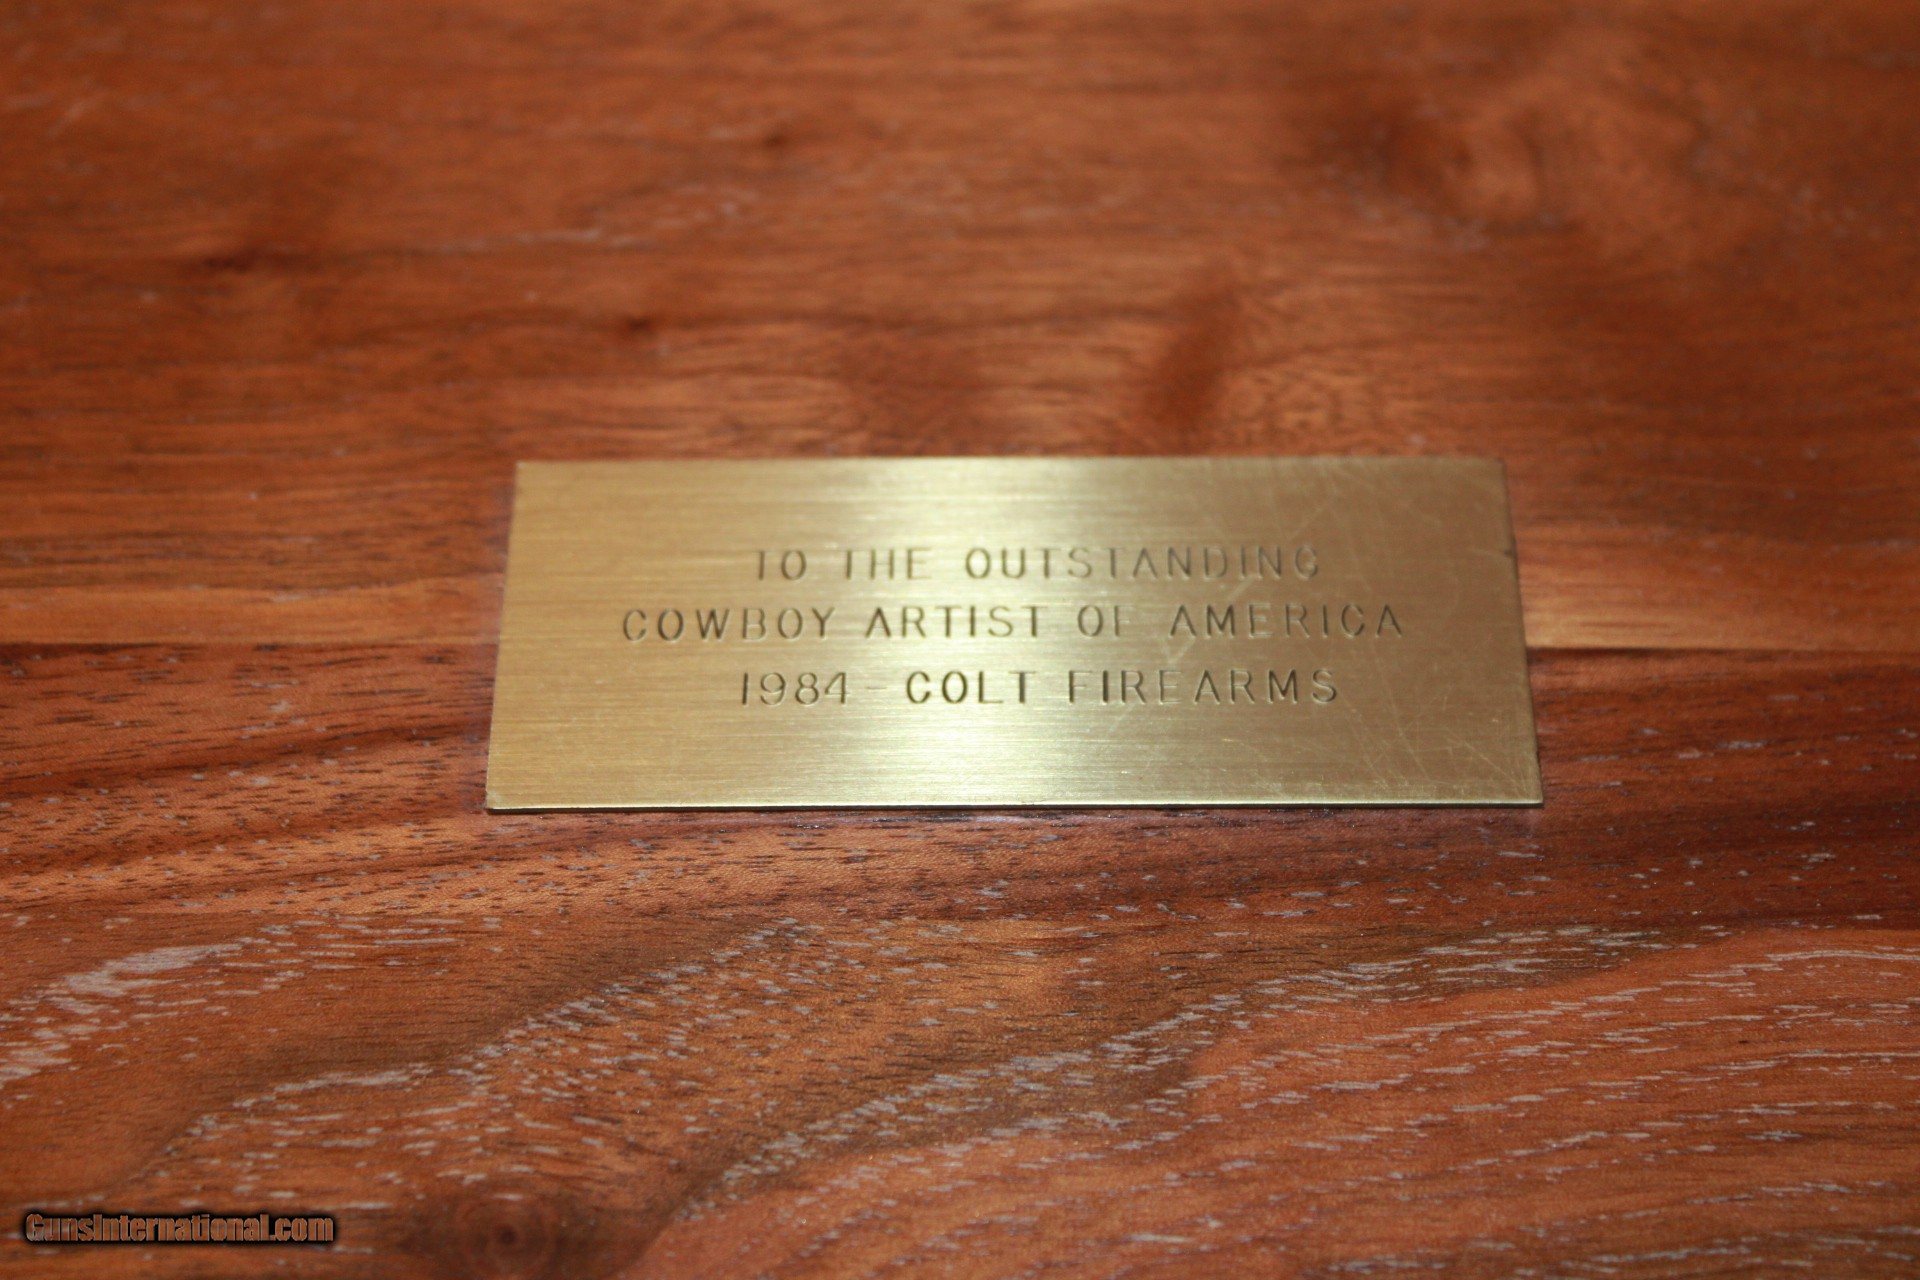 TO THE OUTSTANDING
COWBOY ARTIST OF AMERICA
1984 - COLT FIREARMS
GunsInternational.com